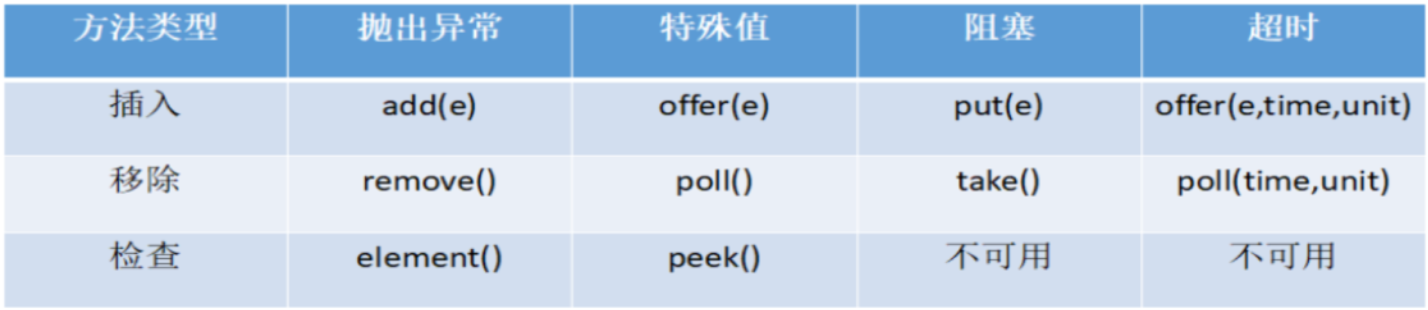 方法类型 抛出异常 特殊值 阻塞 超时
插入 add(e) offer(e) put(e) offer(e,time,unit)
移除 remove() poll() take() poll(time,unit)
检查 element() peek() 不可用 不可用